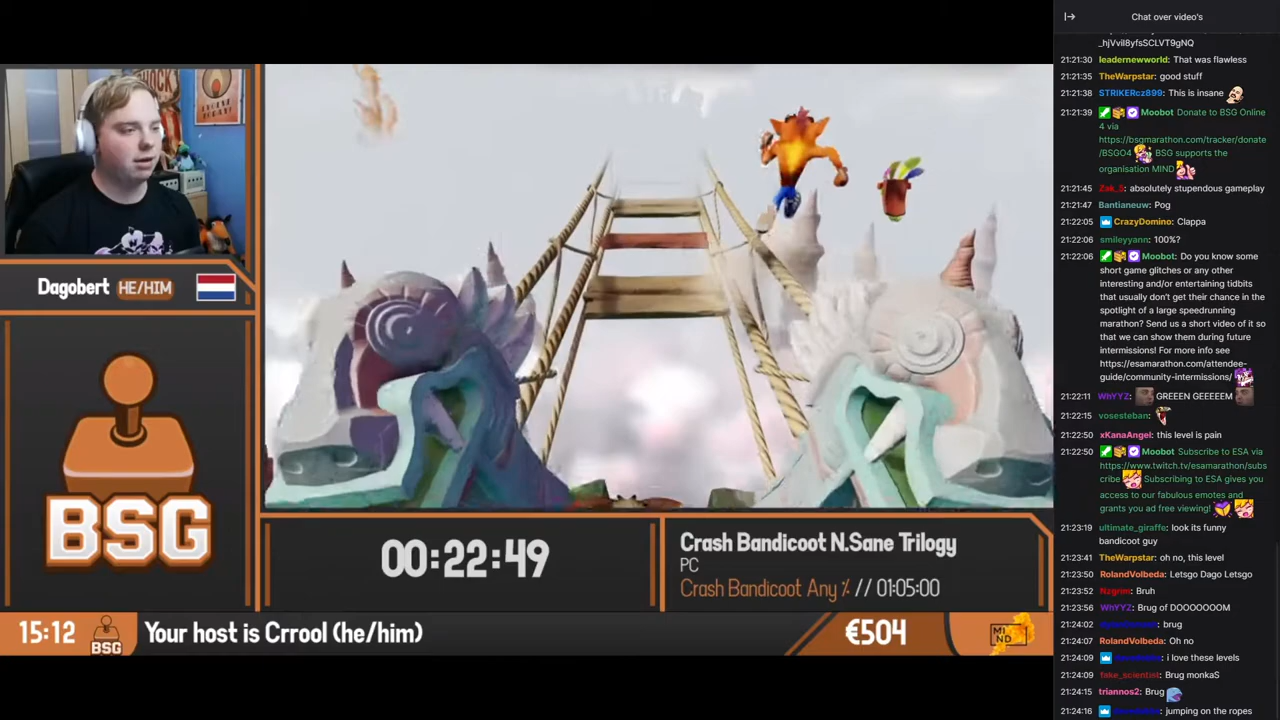 Dagobert HE/HIM
BSG
00:22:49
Crash Bandicoot N.Sane Trilogy
PC
Crash Bandicoot Any % // 01:05:00
15:12
BSG
Your host is Crrool (he/him)
€504
MI
ND
Chat over video's
_hjVvil8yfsSCLVT9gNQ
21:21:30 leadernewworld: That was flawless
21:21:35 TheWarpstar: good stuff
21:21:38 STRIKERcz899: This is insane
21:21:39 Moobot Donate to BSG Online
4 via
https://bsgmarathon.com/tracker/donate
/BSGO4 BSG supports the
organisation MIND
21:21:45 Zak_S: absolutely stupendous gameplay
21:21:47 Bantianeuw: Pog
21:22:05 CrazyDomino: Clappa
21:22:06 smileyyann: 100%?
21:22:06 Moobot: Do you know some
short game glitches or any other
interesting and/or entertaining tidbits
that usually don't get their chance in the
spotlight of a large speedrunning
marathon? Send us a short video of it so
that we can show them during future
intermissions! For more info see
https://esamarathon.com/attendee-
guide/community-intermissions/
21:22:11 WhYYZ: GREEEN GEEEEEM
21:22:15 vosesteban:
21:22:50 xKanaAngel: this level is pain
21:22:50 Moobot Subscribe to ESA via
https://www.twitch.tv/esamarathon/subs
cribe Subscribing to ESA gives you
access to our fabulous emotes and
grants you ad free viewing!
21:23:19 ultimate_giraffe: look its funny
bandicoot guy
21:23:41 TheWarpstar: oh no, this level
21:23:50 RolandVolbeda: Letsgo Dago Letsgo
21:23:52 Nzgrim: Bruh
21:23:56 WhYYZ: Brug of DOOOOOOM
21:24:02 brug
21:24:07 RolandVolbeda: Oh no
21:24:09 i love these levels
21:24:09 fake_scientist: Brug monkaS
21:24:15 triannos2: Brug
21:24:16 jumping on the ropes